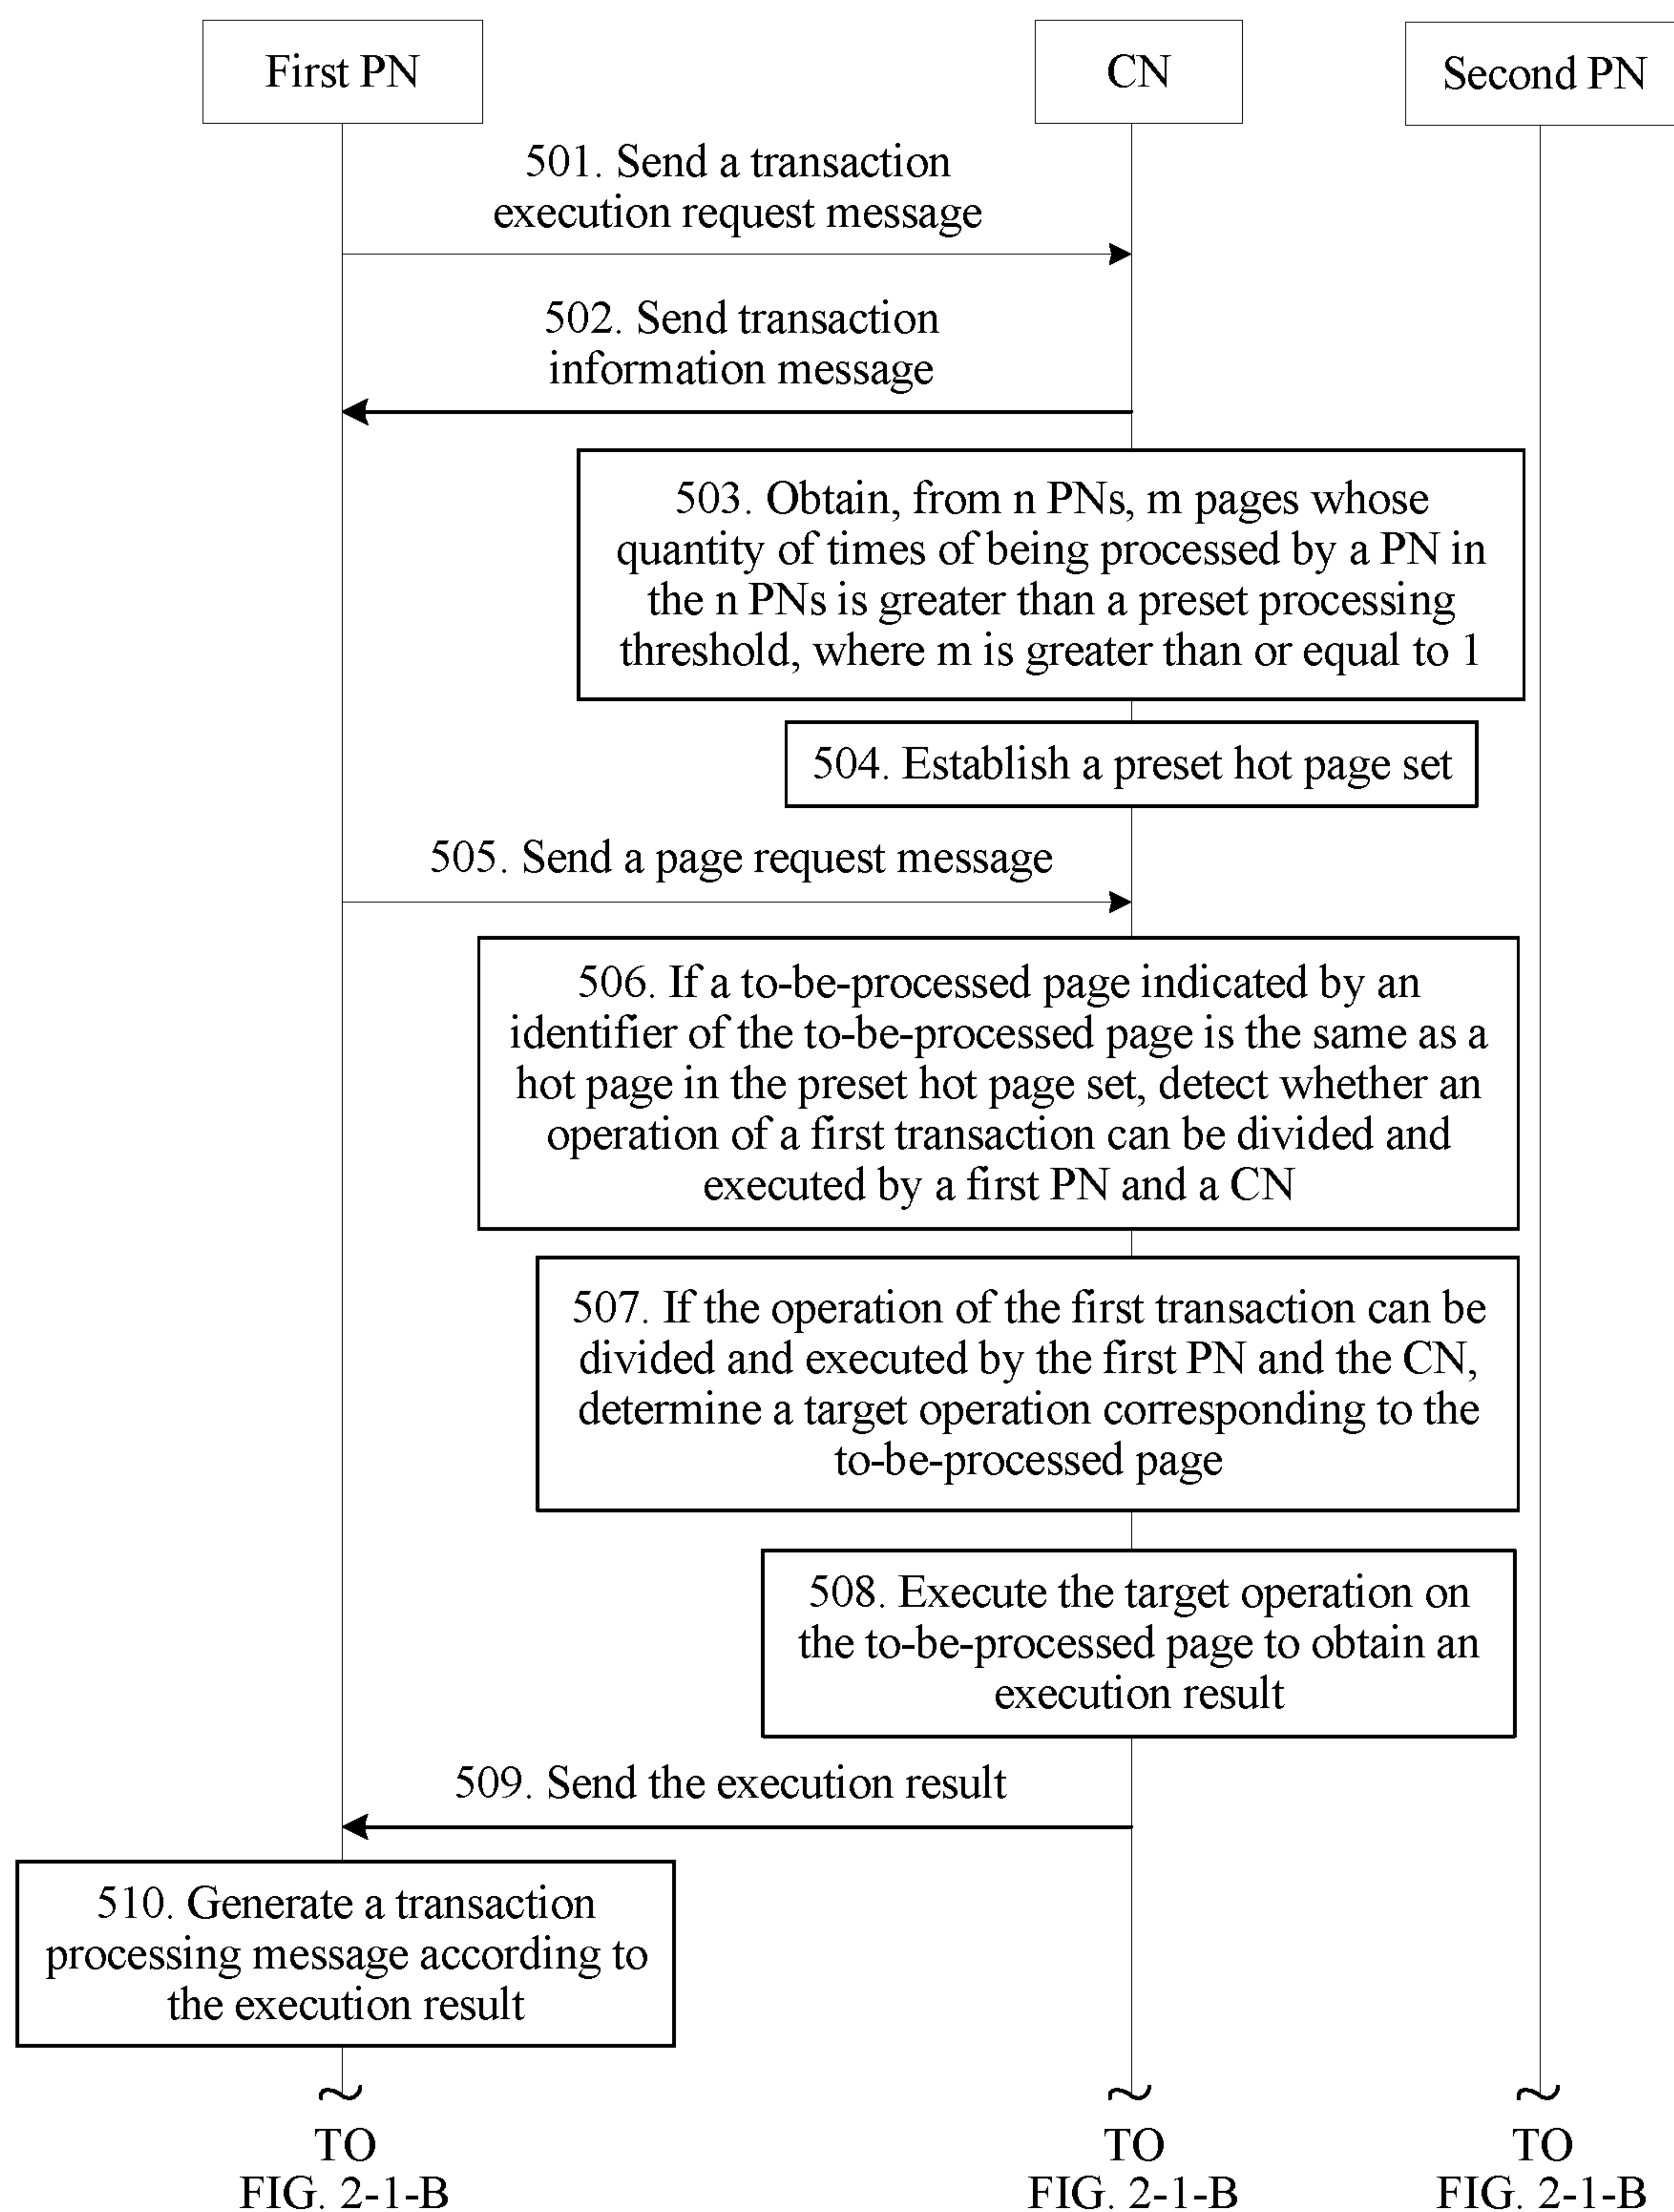 First PN
CN
Second PN
501. Send a transaction
execution request message
502. Send transaction
information message
503. Obtain, from n PNs, m pages whose
quantity of times of being processed by a PN in
the n PNs is greater than a preset processing
threshold, where m is greater than or equal to 1
504. Establish a preset hot page set
505. Send a page request message
506. If a to-be-processed page indicated by an
identifier of the to-be-processed page is the same as a
hot page in the preset hot page set, detect whether an
operation of a first transaction can be divided and
executed by a first PN and a CN
507. If the operation of the first transaction can be
divided and executed by the first PN and the CN,
determine a target operation corresponding to the
to-be-processed page
508. Execute the target operation on
the to-be-processed page to obtain an
execution result
509. Send the execution result
510. Generate a transaction
processing message according to
the execution result
TO
FIG. 2-1-B
TO
FIG. 2-1-B
TO
FIG. 2-1-B